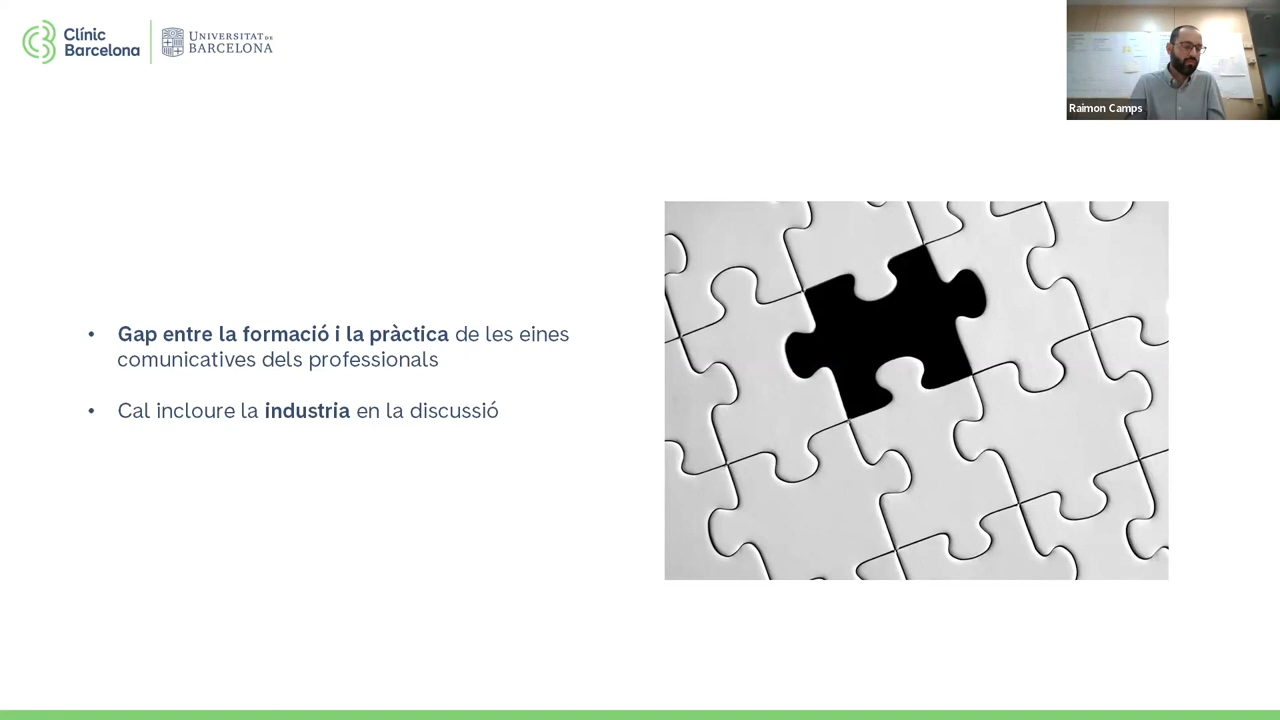 Clínic
Barcelona
UNIVERSITAT DE
BARCELONA
Raimon Camps
• Gap entre la formació i la pràctica de les eines
comunicatives dels professionals
• Cal incloure la industria en la discussió